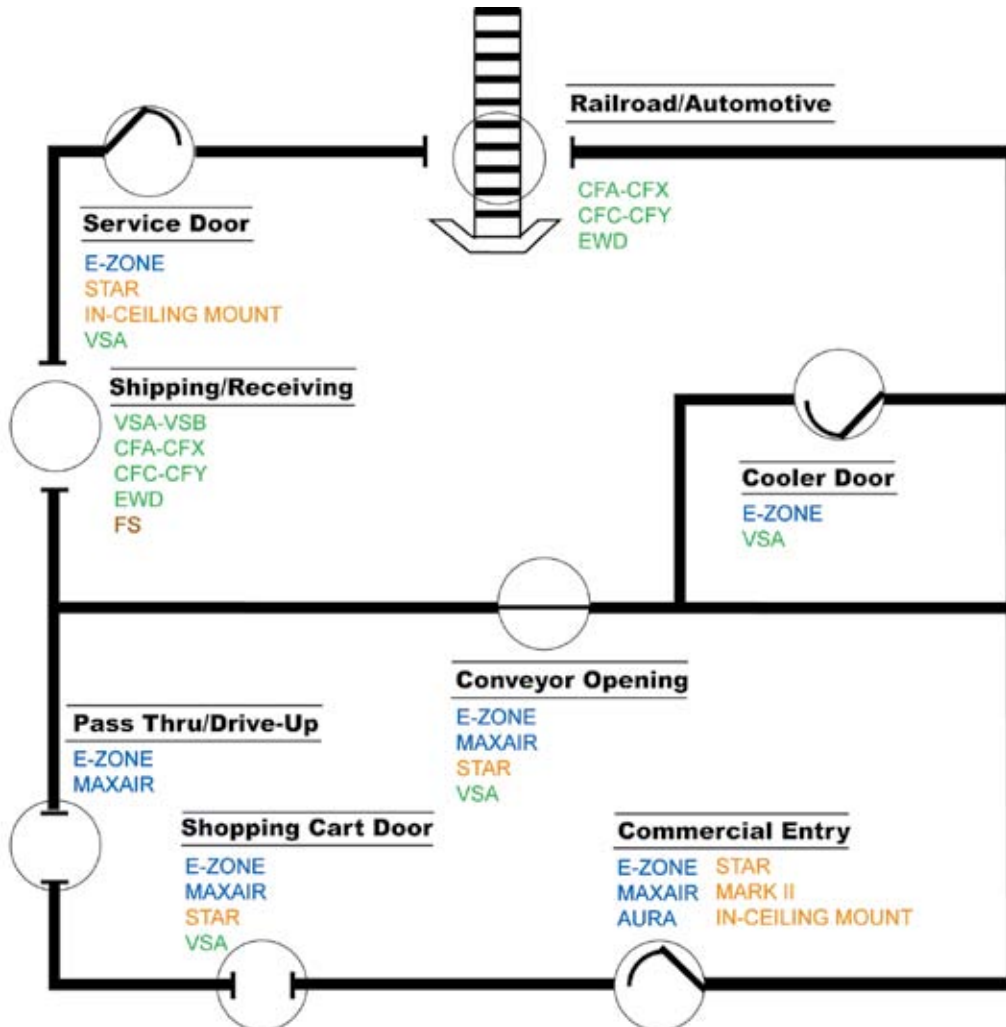 Railroad/Automotive
CFA-CFX
CFC-CFY
EWD
Service Door
E-ZONE
STAR
IN-CEILING MOUNT
VSA
Shipping/Receiving
VSA-VSB
CFA-CFX
CFC-CFY
EWD
FS
Cooler Door
E-ZONE
VSA
Conveyor Opening
E-ZONE
MAXAIR
STAR
VSA
Pass Thru/Drive-Up
E-ZONE
MAXAIR
Shopping Cart Door
E-ZONE
MAXAIR
STAR
VSA
Commercial Entry
E-ZONE STAR
MAXAIR MARK II
AURA IN-CEILING MOUNT